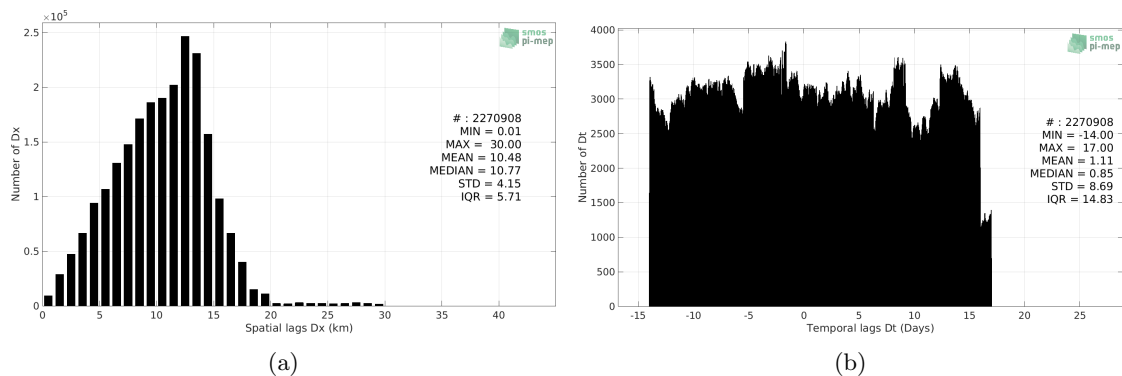 ×10⁵
2.5
2
1.5
1
0.5
0
Number of Dx
0
5
10
15
20
25
30
35
40
Spatial lags Dx (km)
smos
pi-mep
# : 2270908
MIN = 0.01
MAX = 30.00
MEAN = 10.48
MEDIAN = 10.77
STD = 4.15
IQR = 5.71
(a)
4000
3500
3000
2500
2000
1500
1000
500
0
Number of Dt
-15
-10
-5
0
5
10
15
20
25
Temporal lags Dt (Days)
smos
pi-mep
# : 2270908
MIN = -14.00
MAX = 17.00
MEAN = 1.11
MEDIAN = 0.85
STD = 8.69
IQR = 14.83
(b)